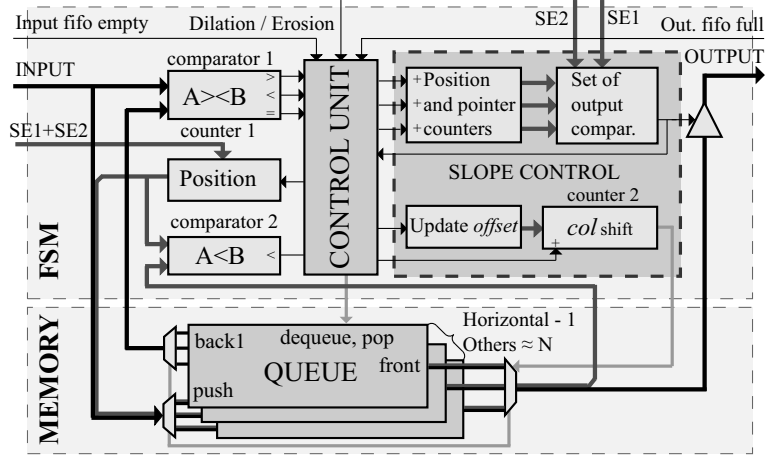 Input fifo empty
Dilation / Erosion
SE2
SE1
Out. fifo full
INPUT
OUTPUT
comparator 1
A><B
>
<
=
CONTROL UNIT
+Position
+and pointer
+counters
Set of
output
compar.
SE1+SE2
counter 1
Position
SLOPE CONTROL
counter 2
comparator 2
A<B
<
Update offset
col shift
+
FSM
MEMORY
back1
dequeue, pop
front
QUEUE
push
Horizontal - 1
Others ≈ N